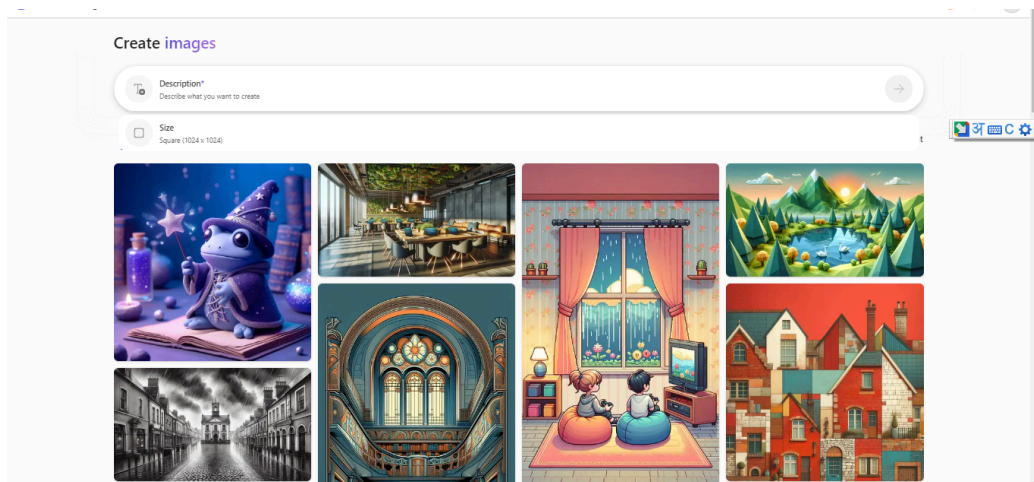 Create images
Description*
Describe what you want to create
Size
Square (1024 x 1024)
t
अ
C